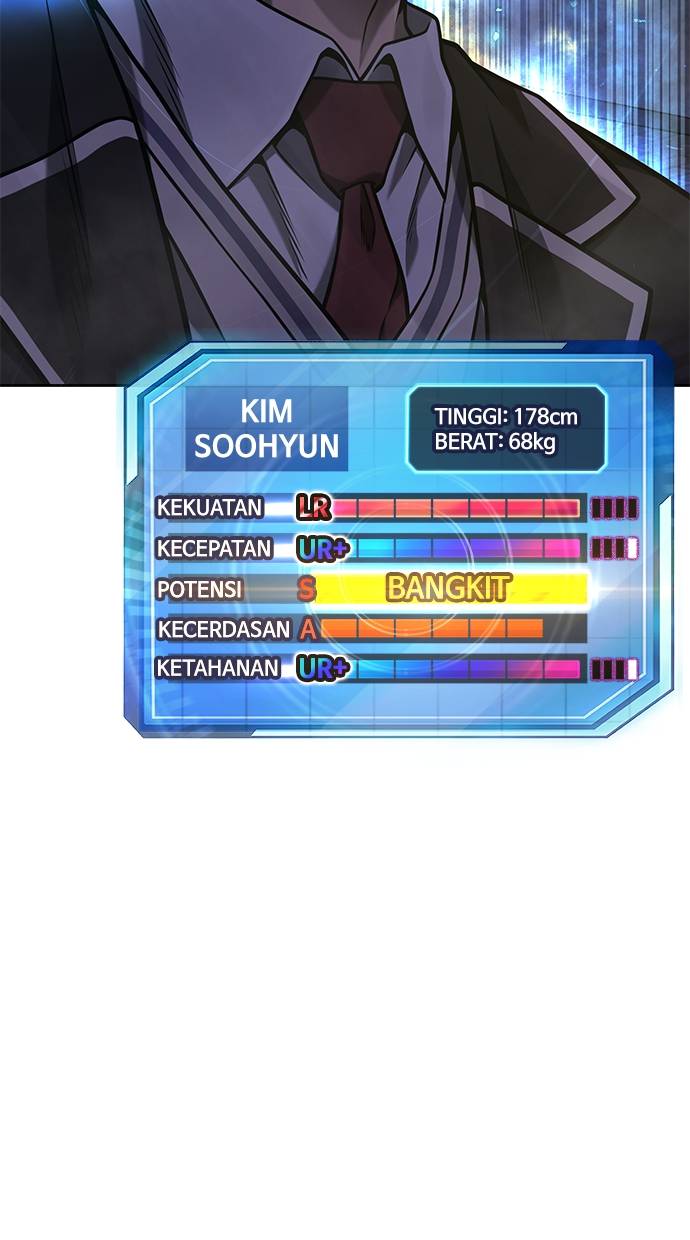 KIM
SOOHYUN
TINGGI: 178cm
BERAT: 68kg
KEKUATAN LR
KECEPATAN UR+
POTENSI S BANGKIT
KECERDASAN A
KETAHANAN UR+